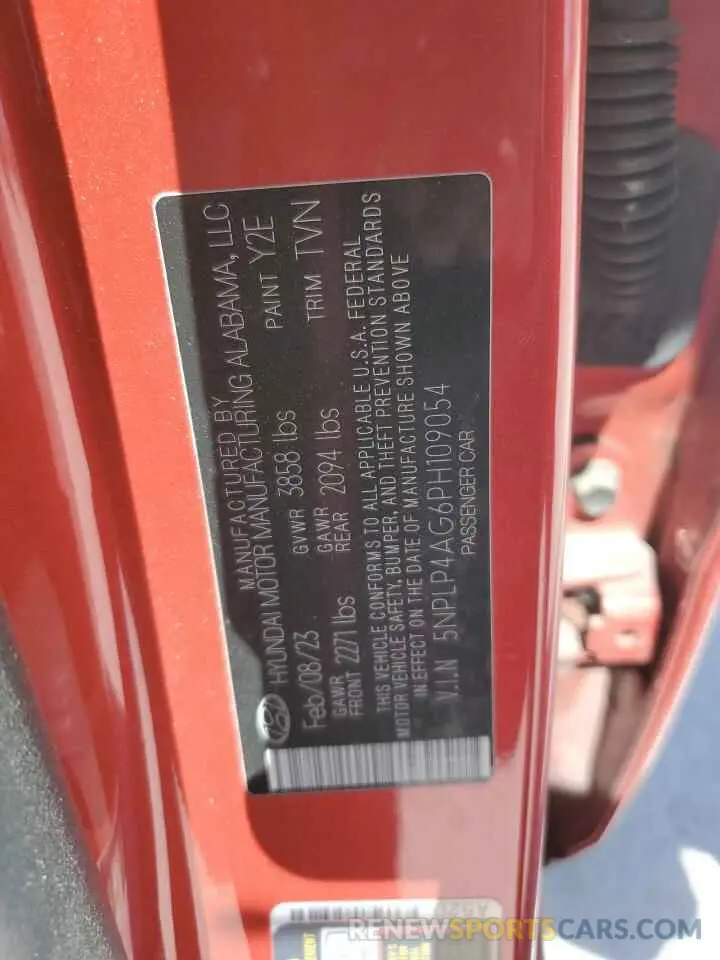 MANUFACTURED BY
HYUNDAI MOTOR MANUFACTURING ALABAMA, LLC
Feb/08/23 GVWR 3858 lbs PAINT Y2E
GAWR FRONT 2271 lbs GAWR REAR 2094 lbs TRIM TVN
THIS VEHICLE CONFORMS TO ALL APPLICABLE U.S.A. FEDERAL
MOTOR VEHICLE SAFETY, BUMPER, AND THEFT PREVENTION STANDARDS
IN EFFECT ON THE DATE OF MANUFACTURE SHOWN ABOVE
V.I.N 5NPLP4AG6PH109054
PASSENGER CAR
RENEWSPORTSCARS.COM